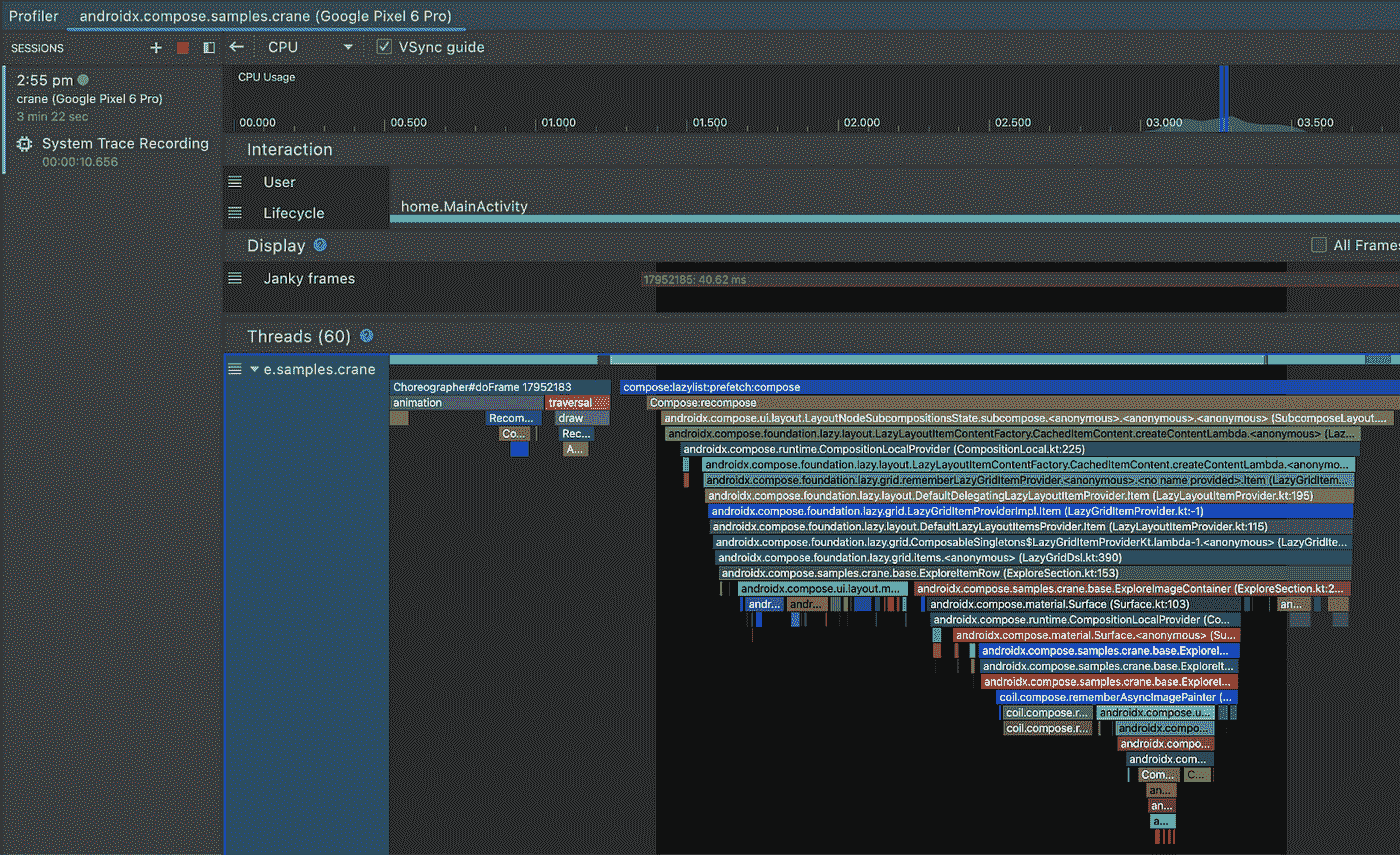 Profiler androidx.compose.samples.crane (Google Pixel 6 Pro)
SESSIONS CPU VSync guide
2:55 pm
crane (Google Pixel 6 Pro)
3 min 22 sec
System Trace Recording
00:00:10.656
CPU Usage
00.000 00.500 01.000 01.500 02.000 02.500 03.000 03.500
Interaction
User
Lifecycle home.MainActivity
Display All Frames
Janky frames 17952185: 40.62 ms
Threads (60)
e.samples.crane
Choreographer#doFrame 17952183 compose:lazylist:prefetch:compose
animation traversal Compose:recompose
Recom... draw androidx.compose.ui.layout.LayoutNodeSubcompositionsState.subcompose.<anonymous>.<anonymous>.<anonymous> (SubcomposeLayout....
Co... Rec... androidx.compose.foundation.lazy.layout.LazyLayoutItemContentFactory.CachedItemContent.createContentLambda.<anonymous> (Laz...
A... androidx.compose.runtime.CompositionLocalProvider (CompositionLocal.kt:225)
androidx.compose.foundation.lazy.layout.LazyLayoutItemContentFactory.CachedItemContent.createContentLambda.<anonymo...
androidx.compose.foundation.lazy.grid.rememberLazyGridItemProvider.<anonymous>.<no name provided>.Item (LazyGridItem...
androidx.compose.foundation.lazy.layout.DefaultDelegatingLazyLayoutItemProvider.Item (LazyLayoutItemProvider.kt:195)
androidx.compose.foundation.lazy.grid.LazyGridItemProviderImpl.Item (LazyGridItemProvider.kt:-1)
androidx.compose.foundation.lazy.layout.DefaultLazyLayoutItemsProvider.Item (LazyLayoutItemProvider.kt:115)
androidx.compose.foundation.lazy.grid.ComposableSingletons$LazyGridItemProviderKt.lambda-1.<anonymous> (LazyGridIte...
androidx.compose.foundation.lazy.grid.items.<anonymous> (LazyGridDsl.kt:390)
androidx.compose.samples.crane.base.ExploreItemRow (ExploreSection.kt:153)
androidx.compose.ui.layout.m... androidx.compose.samples.crane.base.ExploreImageContainer (ExploreSection.kt:2...
andr... andr... androidx.compose.material.Surface (Surface.kt:103) an...
androidx.compose.runtime.CompositionLocalProvider (Co...
androidx.compose.material.Surface.<anonymous> (Su...
androidx.compose.samples.crane.base.Explorel...
androidx.compose.samples.crane.base.ExploreIt...
androidx.compose.samples.crane.base.Explorel...
coil.compose.rememberAsyncImagePainter (...
coil.compose.r... androidx.compose.u...
coil.compose.r... androidx.compo...
androidx.compo...
androidx.com...
Com... C...
an...
an...
a...